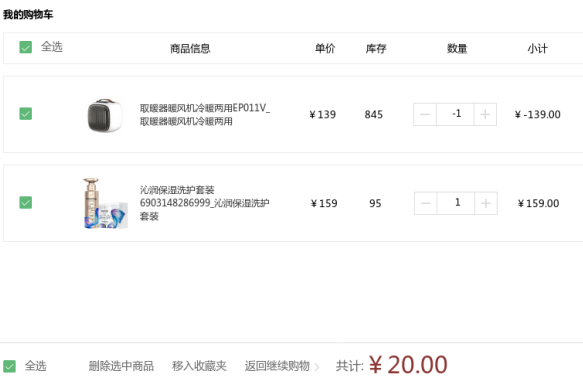 我的购物车
全选 商品信息 单价 库存 数量 小计
取暖器暖风机冷暖两用EP011V_
取暖器暖风机冷暖两用
¥139 845 -1 ¥-139.00
沁润保湿洗护套装
6903148286999_沁润保湿洗护
套装
¥159 95 1 ¥159.00
全选 删除选中商品 移入收藏夹 返回继续购物 共计: ¥20.00